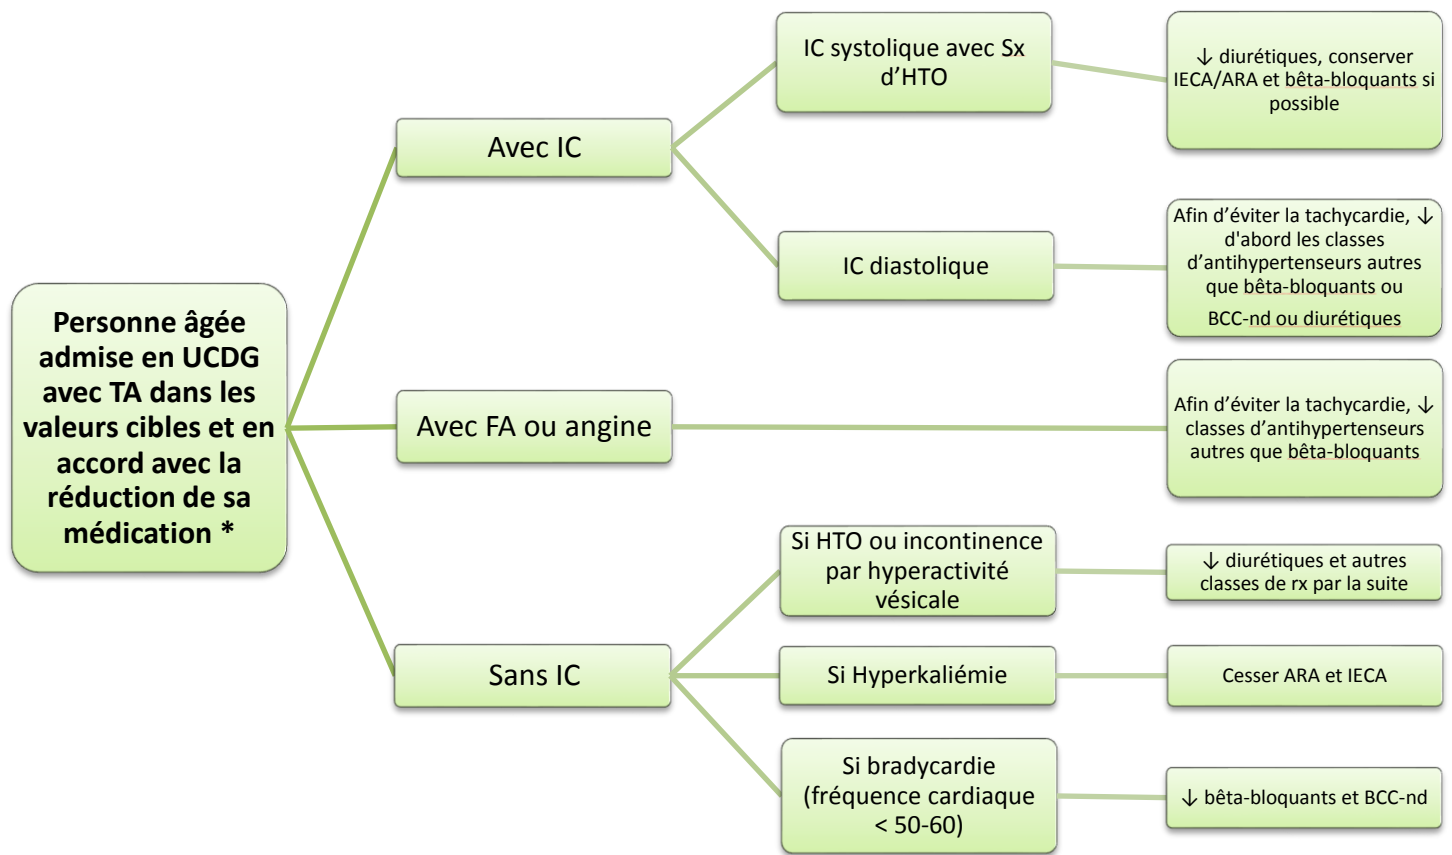 Personne âgée
admise en UCDG
avec TA dans les
valeurs cibles et en
accord avec la
réduction de sa
médication *
Avec IC
IC systolique avec Sx
d'HTO
↓ diurétiques, conserver
IECA/ARA et bêta-bloquants si
possible
IC diastolique
Afin d'éviter la tachycardie, ↓
d'abord les classes
d'antihypertenseurs autres
que bêta-bloquants ou
BCC-nd ou diurétiques
Avec FA ou angine
Afin d'éviter la tachycardie, ↓
classes d'antihypertenseurs
autres que bêta-bloquants
Sans IC
Si HTO ou incontinence
par hyperactivité
vésicale
↓ diurétiques et autres
classes de rx par la suite
Si Hyperkaliémie
Cesser ARA et IECA
Si bradycardie
(fréquence cardiaque
< 50-60)
↓ bêta-bloquants et BCC-nd